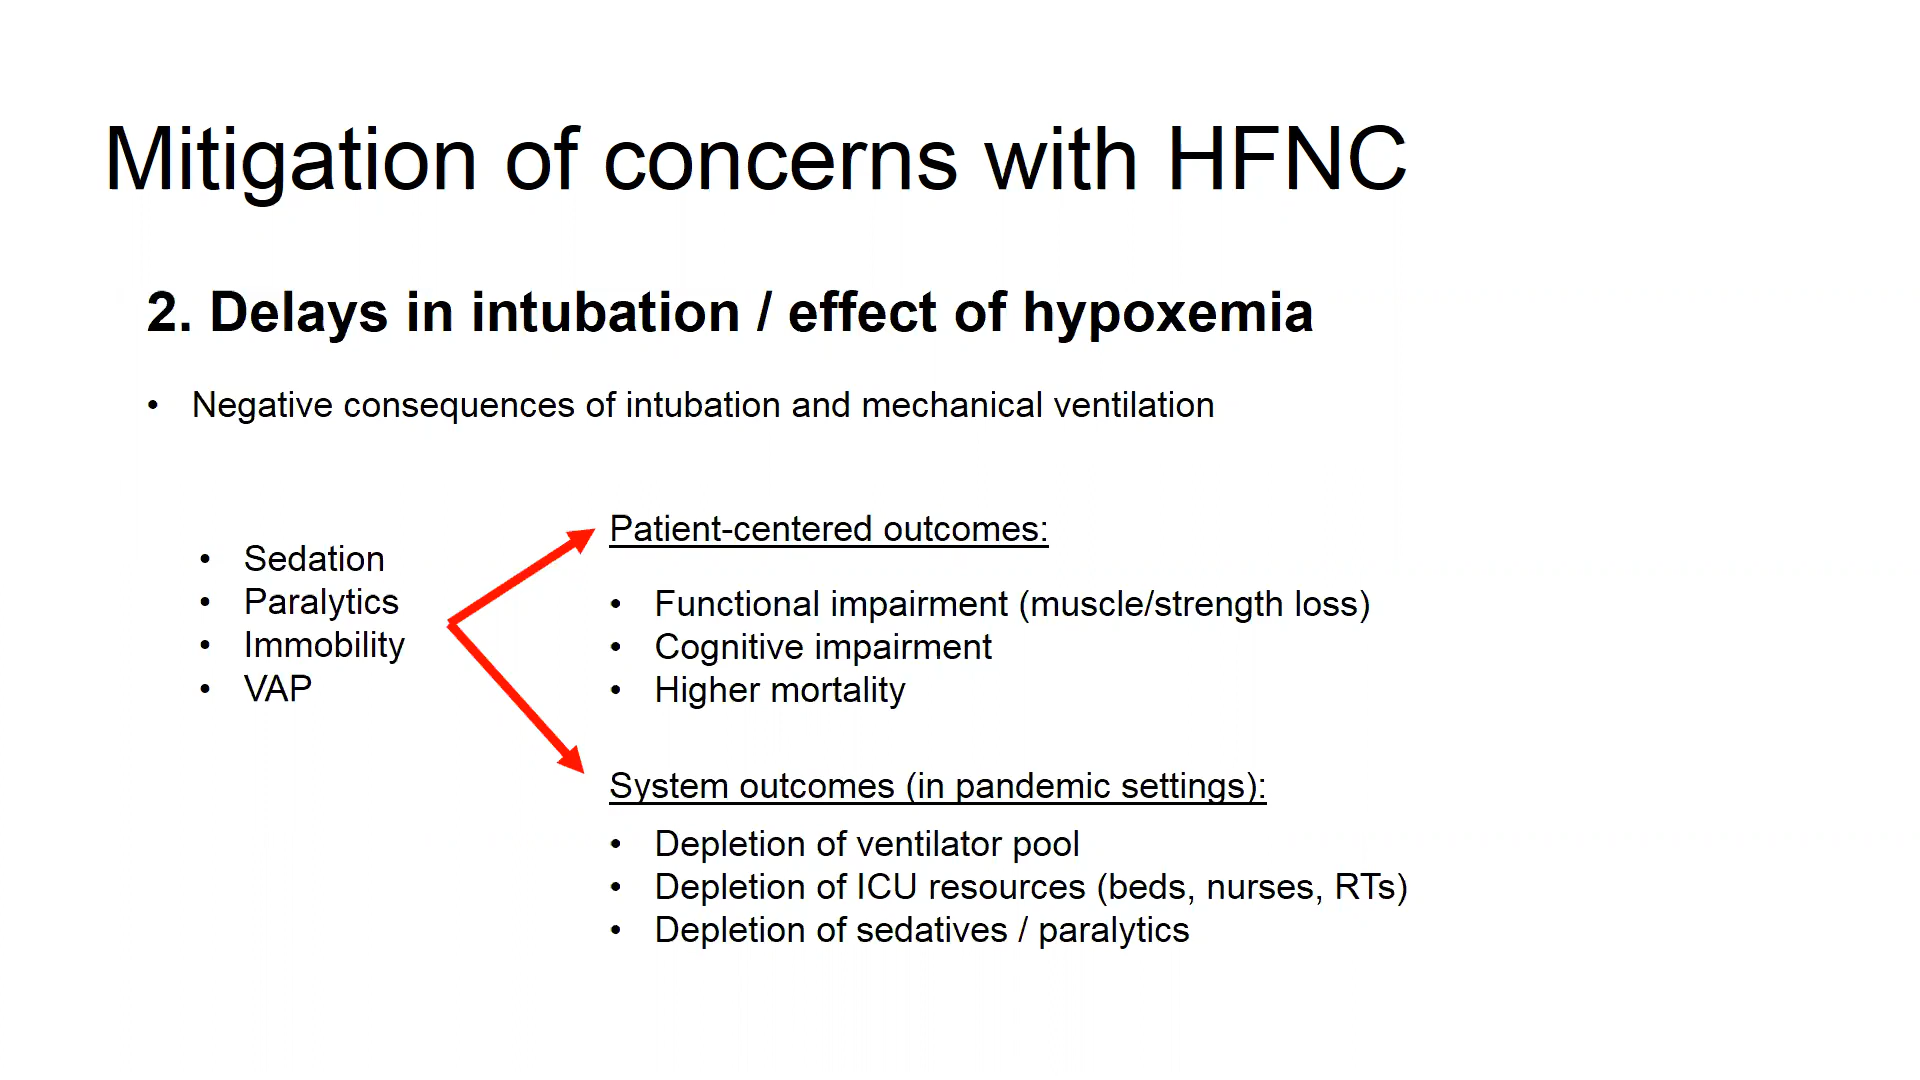 Mitigation of concerns with HFNC
2. Delays in intubation / effect of hypoxemia
• Negative consequences of intubation and mechanical ventilation
• Sedation
• Paralytics
• Immobility
• VAP
Patient-centered outcomes:
• Functional impairment (muscle/strength loss)
• Cognitive impairment
• Higher mortality
System outcomes (in pandemic settings):
• Depletion of ventilator pool
• Depletion of ICU resources (beds, nurses, RTs)
• Depletion of sedatives / paralytics